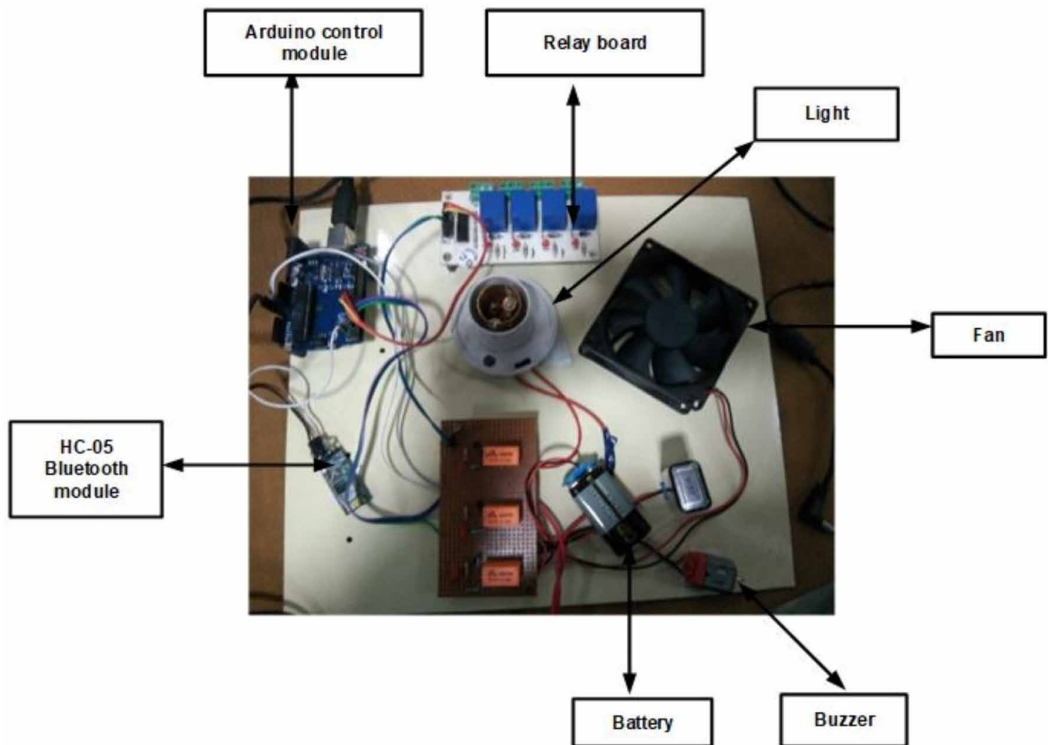 Arduino control
module
Relay board
Light
Fan
HC-05
Bluetooth
module
Battery
Buzzer